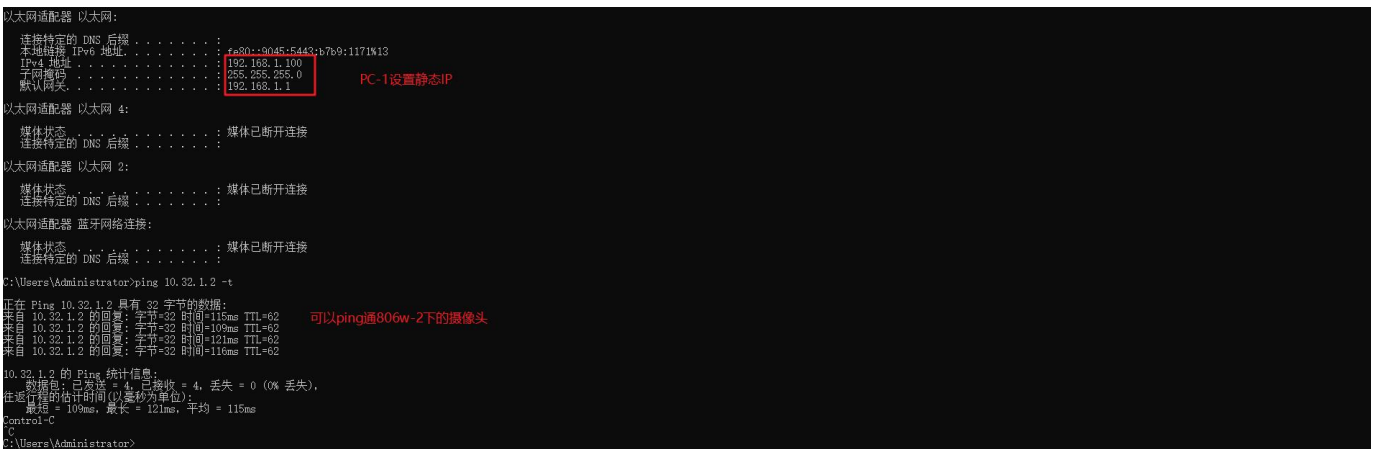 以太网适配器 以太网:
连接特定的 DNS 后缀 . . . . . . . :
本地链接 IPv6 地址. . . . . . . . : fe80::9045:5443:b7b9:1171%13
IPv4 地址 . . . . . . . . . . . . : 192.168.1.100
子网掩码 . . . . . . . . . . . . : 255.255.255.0
默认网关. . . . . . . . . . . . . : 192.168.1.1
PC-1设置静态IP
以太网适配器 以太网 4:
媒体状态 . . . . . . . . . . . . : 媒体已断开连接
连接特定的 DNS 后缀 . . . . . . . :
以太网适配器 以太网 2:
媒体状态 . . . . . . . . . . . . : 媒体已断开连接
连接特定的 DNS 后缀 . . . . . . . :
以太网适配器 蓝牙网络连接:
媒体状态 . . . . . . . . . . . . : 媒体已断开连接
连接特定的 DNS 后缀 . . . . . . . :
C:\Users\Administrator>ping 10.32.1.2 -t
正在 Ping 10.32.1.2 具有 32 字节的数据:
来自 10.32.1.2 的回复: 字节=32 时间=115ms TTL=62
可以ping通806w-2下的摄像头
来自 10.32.1.2 的回复: 字节=32 时间=109ms TTL=62
来自 10.32.1.2 的回复: 字节=32 时间=121ms TTL=62
来自 10.32.1.2 的回复: 字节=32 时间=116ms TTL=62
10.32.1.2 的 Ping 统计信息:
数据包: 已发送 = 4, 已接收 = 4, 丢失 = 0 (0% 丢失),
往返行程的估计时间(以毫秒为单位):
最短 = 109ms, 最长 = 121ms, 平均 = 115ms
Control-C
^C
C:\Users\Administrator>